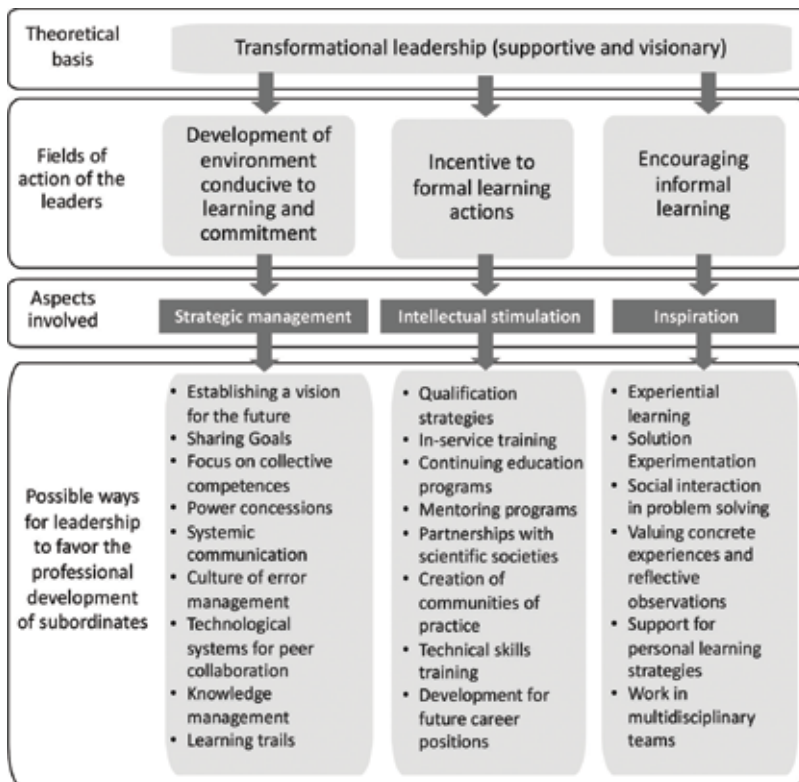 Theoretical
basis
Transformational leadership (supportive and visionary)
Fields of
action of the
leaders
Development of
environment
conducive to
learning and
commitment
Incentive to
formal learning
actions
Encouraging
informal
learning
Aspects
involved
Strategic management
Intellectual stimulation
Inspiration
Possible ways
for leadership
to favor the
professional
development
of subordinates
• Establishing a vision
for the future
• Sharing Goals
• Focus on collective
competences
• Power concessions
• Systemic
communication
• Culture of error
management
• Technological
systems for peer
collaboration
• Knowledge
management
• Learning trails
• Qualification
strategies
• In-service training
• Continuing education
programs
• Mentoring programs
• Partnerships with
scientific societies
• Creation of
communities of
practice
• Technical skills
training
• Development for
future career
positions
• Experiential
learning
• Solution
Experimentation
• Social interaction
in problem solving
• Valuing concrete
experiences and
reflective
observations
• Support for
personal learning
strategies
• Work in
multidisciplinary
teams